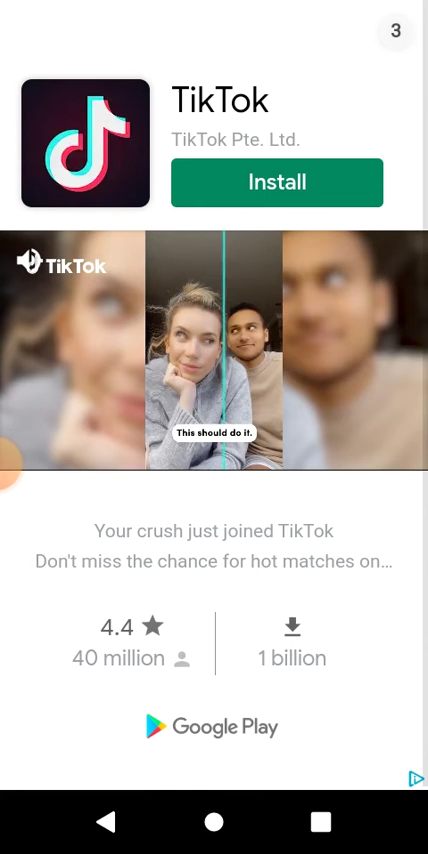 3
TikTok
TikTok Pte. Ltd.
Install
TikTok
This should do it.
Your crush just joined TikTok
Don't miss the chance for hot matches on...
4.4
40 million
1 billion
Google Play